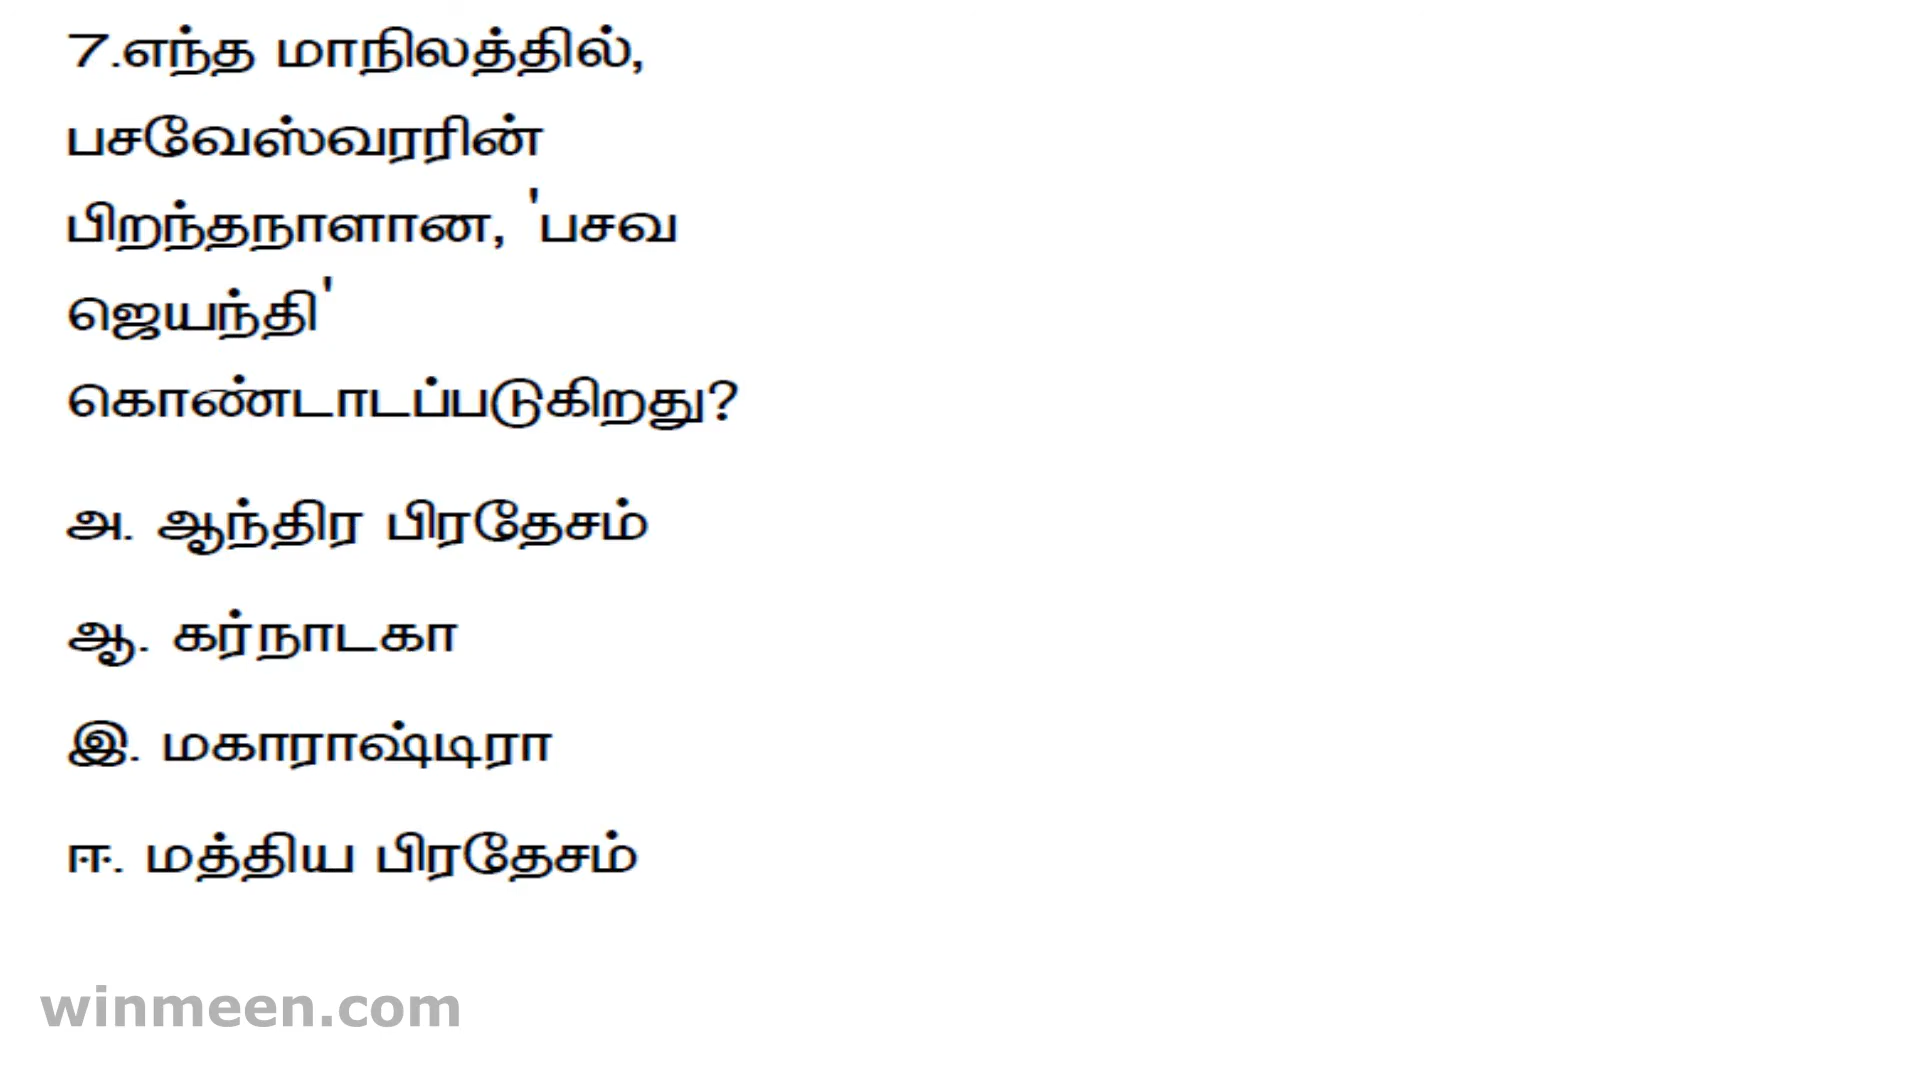 7.எந்த மாநிலத்தில்,
பசவேஸ்வரரின்
பிறந்தநாளான, 'பசவ
ஜெயந்தி'
கொண்டாடப்படுகிறது?
அ. ஆந்திர பிரதேசம்
ஆ. கர்நாடகா
இ. மகாராஷ்டிரா
ஈ. மத்திய பிரதேசம்
winmeen.com